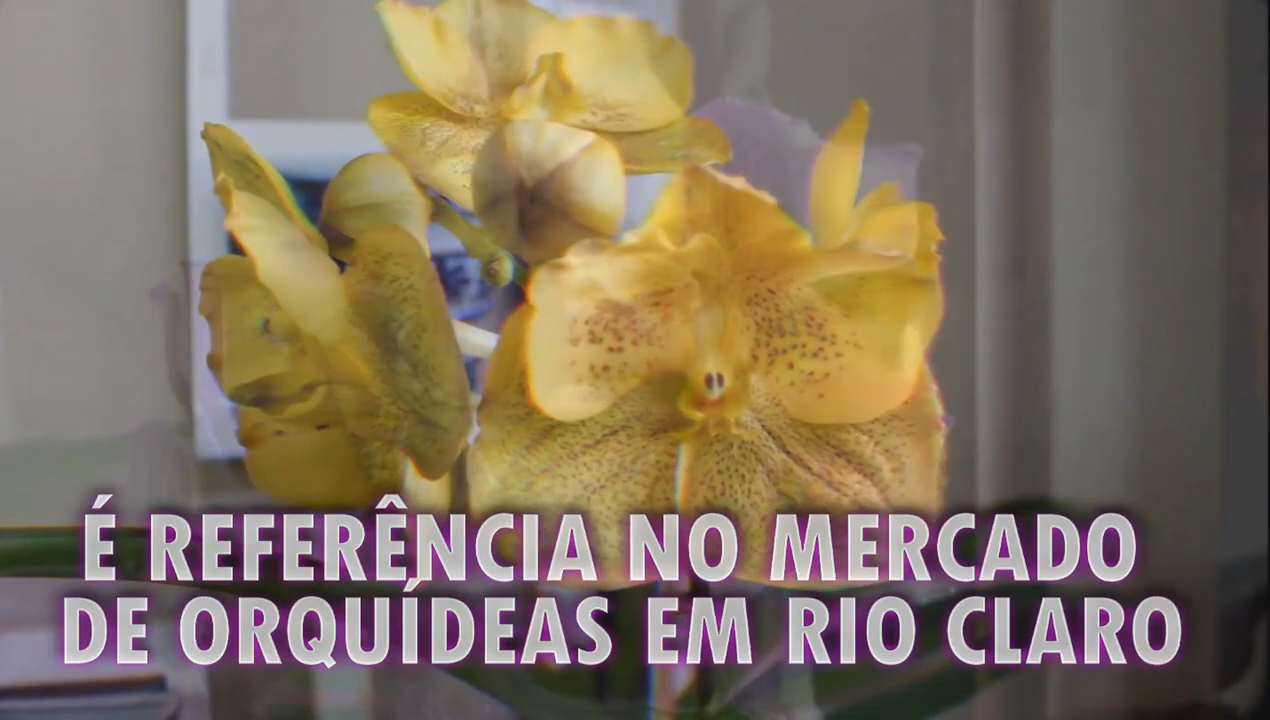 É REFERÊNCIA NO MERCADO
DE ORQUÍDEAS EM RIO CLARO